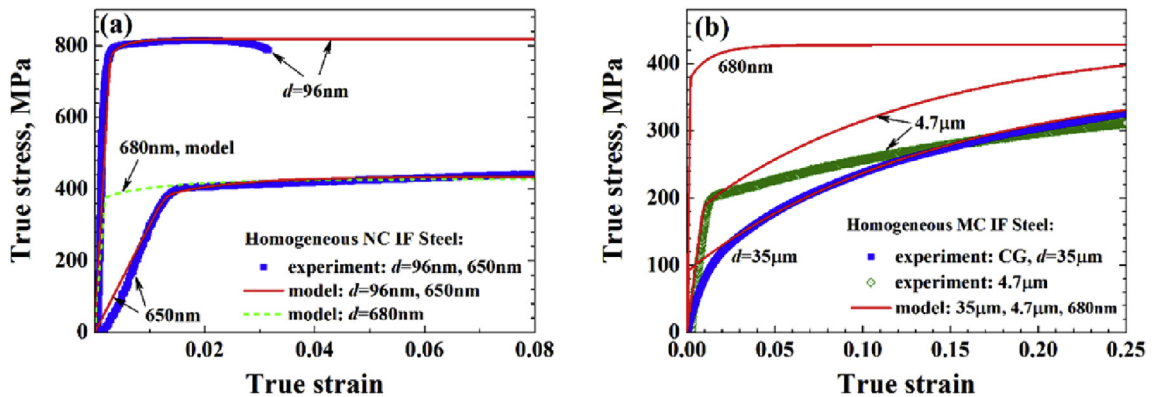 (a)
True stress, MPa
800
600
400
200
0
0.02
0.04
0.06
0.08
True strain
d=96nm
680nm, model
650nm
Homogeneous NC IF Steel:
experiment: d=96nm, 650nm
model: d=96nm, 650nm
model: d=680nm
(b)
True stress, MPa
400
300
200
100
0
0.00
0.05
0.10
0.15
0.20
0.25
True strain
680nm
4.7μm
d=35μm
Homogeneous MC IF Steel:
experiment: CG, d=35μm
experiment: 4.7μm
model: 35μm, 4.7μm, 680nm